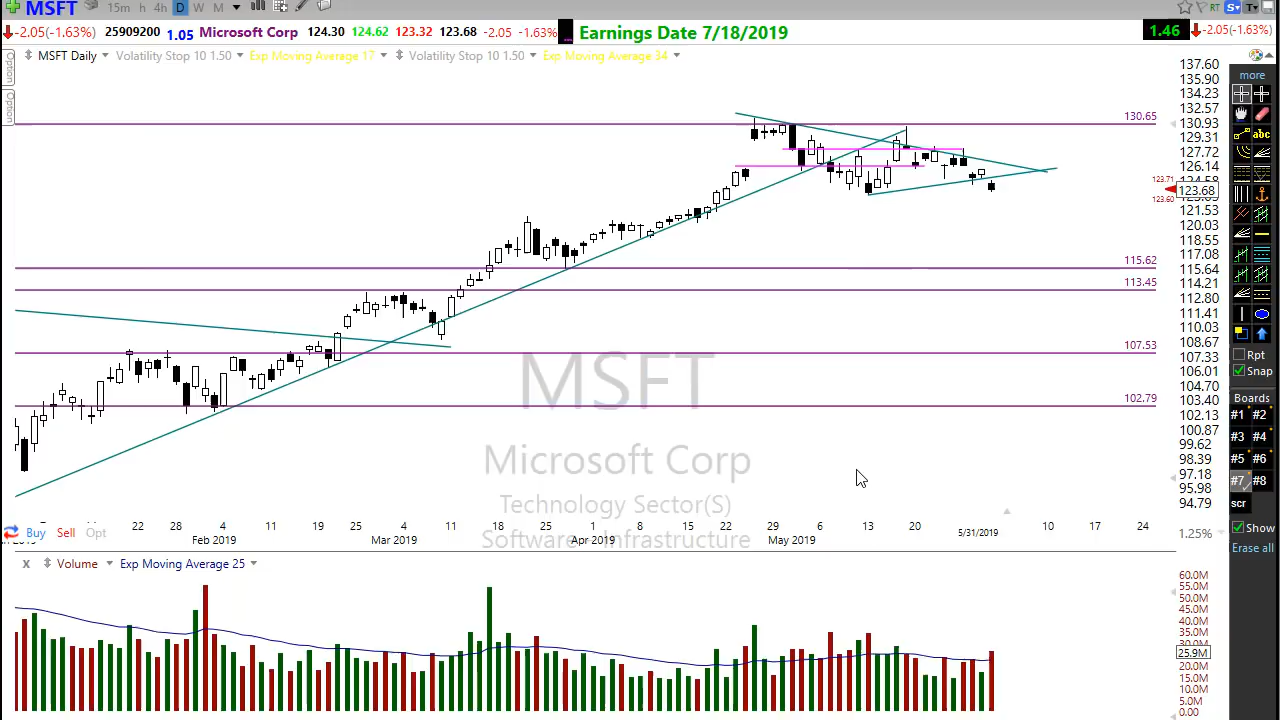 MSFT 15m h 4h D W M RT S T
-2.05(-1.63%) 25909200 1.05 Microsoft Corp 124.30 124.62 123.32 123.68 -2.05 -1.63% Earnings Date 7/18/2019 1.46 -2.05(-1.63%)
MSFT Daily Volatility Stop 10 1.50 Exp Moving Average 17 Volatility Stop 10 1.50 Exp Moving Average 34
Option
Option
137.60
135.90
134.23
132.57
130.93
129.31
127.72
126.14
123.68
121.53
120.03
118.55
117.08
115.64
114.21
112.80
111.41
110.03
108.67
107.33
106.01
104.70
103.40
102.13
100.87
99.62
98.39
97.18
95.98
94.79
123.71
123.60
130.65
115.62
113.45
107.53
102.79
MSFT
Microsoft Corp
Technology Sector(S)
Software - Infrastructure
22 28 4 11 19 25 4 11 18 25 1 8 15 22 29 6 13 20 10 17 24
Feb 2019 Mar 2019 Apr 2019 May 2019 5/31/2019
1.25%
Buy Sell Opt
x Volume Exp Moving Average 25
60.0M
55.0M
50.0M
45.0M
40.0M
35.0M
30.0M
25.9M
20.0M
15.0M
10.0M
5.0M
0.00
more
abc
Rpt
Snap
Boards
#1 #2
#3 #4
#5 #6
#7 #8
scr
Show
Erase all